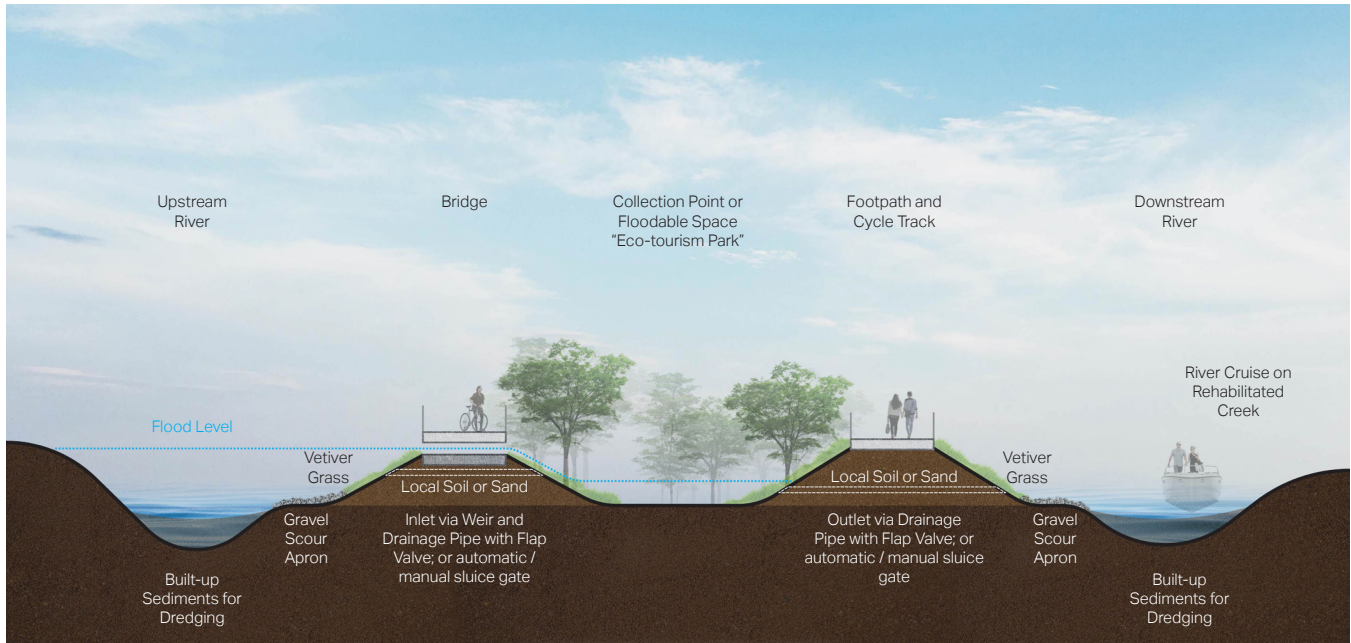 Upstream
River
Bridge
Collection Point or
Floodable Space
“Eco-tourism Park”
Footpath and
Cycle Track
Downstream
River
River Cruise on
Rehabilitated
Creek
Flood Level
Vetiver
Grass
Local Soil or Sand
Local Soil or Sand
Vetiver
Grass
Gravel
Scour
Apron
Inlet via Weir and
Drainage Pipe with Flap
Valve; or automatic /
manual sluice gate
Outlet via Drainage
Pipe with Flap Valve; or
automatic / manual sluice
gate
Gravel
Scour
Apron
Built-up
Sediments for
Dredging
Built-up
Sediments for
Dredging